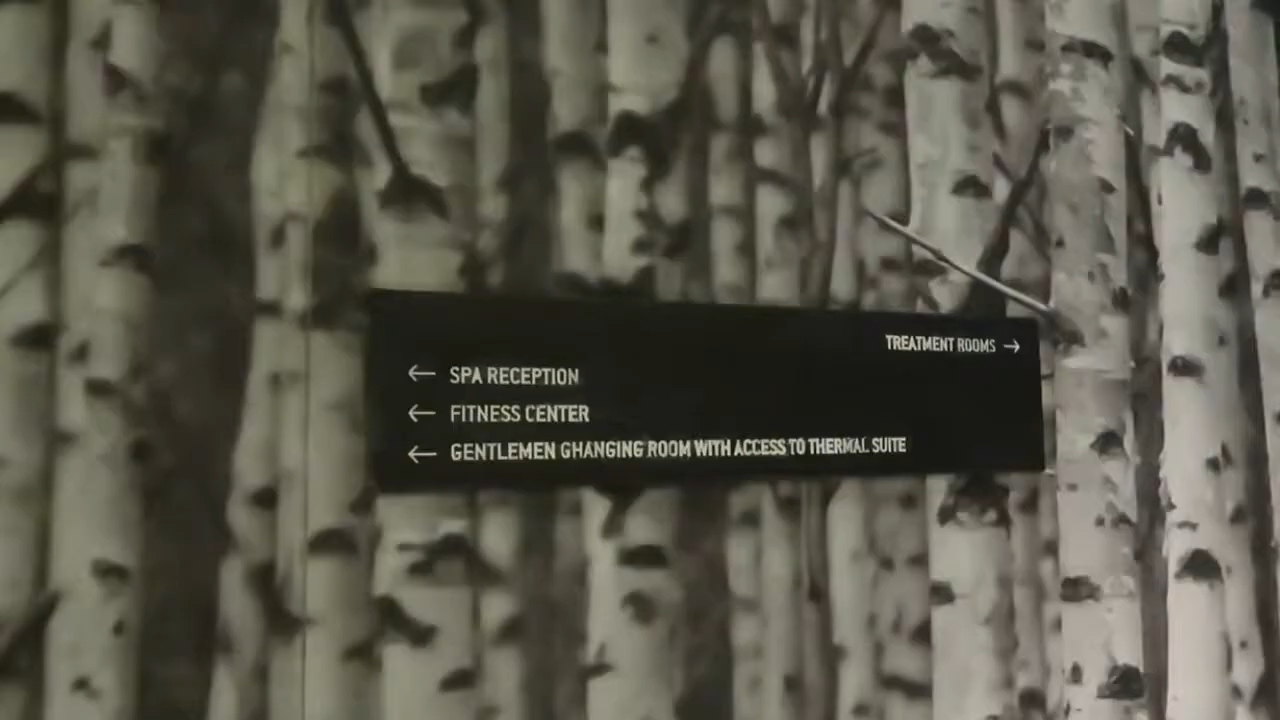 TREATMENT ROOMS →
← SPA RECEPTION
← FITNESS CENTER
← GENTLEMEN GHANGING ROOM WITH ACCESS TO THERMAL SUITE